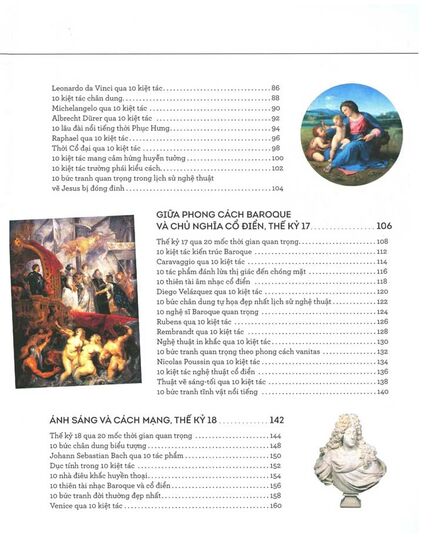 Leonardo da Vinci qua 10 kiệt tác 86
10 kiệt tác chân dung 88
Michelangelo qua 10 kiệt tác 90
Albrecht Dürer qua 10 kiệt tác 92
10 lâu đài nổi tiếng thời Phục Hưng 94
Raphael qua 10 kiệt tác 96
Thời Cổ đại qua 10 kiệt tác 98
10 kiệt tác mang cảm hứng huyễn tưởng 100
10 kiệt tác trường phái kiểu cách 102
10 bức tranh quan trọng trong lịch sử nghệ thuật
vẽ Jesus bị đóng đinh 104
GIỮA PHONG CÁCH BAROQUE
VÀ CHỦ NGHĨA CỔ ĐIỂN, THẾ KỶ 17 106
Thế kỷ 17 qua 20 mốc thời gian quan trọng 108
10 kiệt tác kiến trúc Baroque 112
Caravaggio qua 10 kiệt tác 114
10 tác phẩm đánh lừa thị giác đến chóng mặt 116
10 thiên tài âm nhạc cổ điển 118
Diego Velázquez qua 10 kiệt tác 120
10 bức chân dung tự họa đẹp nhất lịch sử nghệ thuật 122
10 nghệ sĩ Baroque quan trọng 124
Rubens qua 10 kiệt tác 126
Rembrandt qua 10 kiệt tác 128
Nghệ thuật in khắc qua 10 kiệt tác 130
10 bức tranh quan trọng theo phong cách vanitas 132
Nicolas Poussin qua 10 kiệt tác 134
10 kiệt tác nghệ thuật cổ điển 136
Thuật vẽ sáng-tối qua 10 kiệt tác 138
10 bức tranh tĩnh vật nổi tiếng 140
ÁNH SÁNG VÀ CÁCH MẠNG, THẾ KỶ 18 142
Thế kỷ 18 qua 20 mốc thời gian quan trọng 144
10 bức chân dung biểu tượng 148
Johann Sebastian Bach qua 10 tác phẩm 150
Dục tính trong 10 kiệt tác 152
10 nhà điêu khắc huyền thoại 154
10 thiên tài nhạc Baroque và cổ điển 156
10 bức tranh đời thường đẹp nhất 158
Venice qua 10 kiệt tác 160